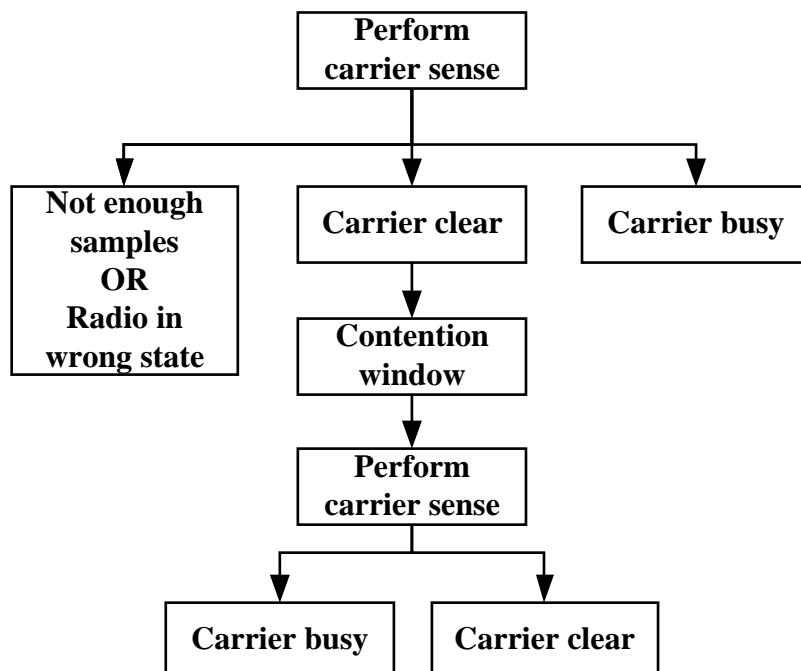 Perform
carrier sense
Not enough
samples
OR
Radio in
wrong state
Carrier clear
Carrier busy
Contention
window
Perform
carrier sense
Carrier busy
Carrier clear